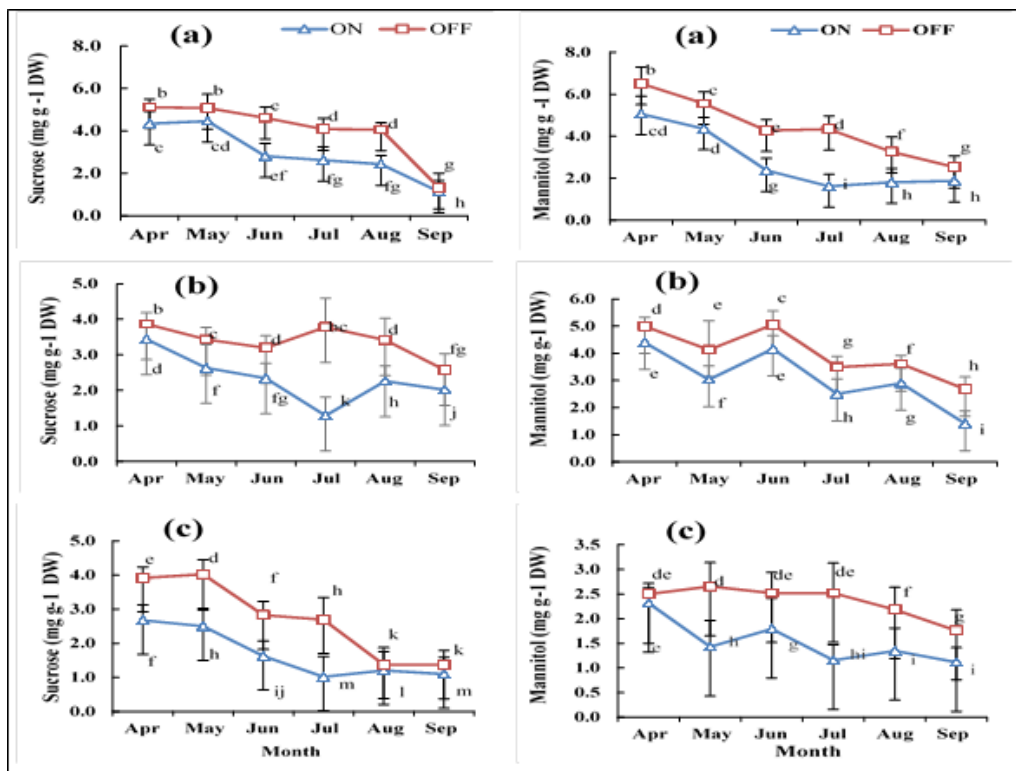 (a)
ON
OFF
Sucrose (mg g -1 DW)
8.0
6.0
4.0
2.0
0.0
b
b
c
d
d
g
c
cd
ef
fg
fg
h
Apr May Jun Jul Aug Sep
(a)
ON
OFF
Mannitol (mg g -1 DW)
8.0
6.0
4.0
2.0
0.0
b
c
d
f
g
cd
d
g
i
h
h
Apr May Jun Jul Aug Sep
(b)
Sucrose (mg g- 1 DW)
5.0
4.0
3.0
2.0
1.0
0.0
b
c
d
bc
d
fg
d
f
fg
k
h
j
Apr May Jun Jul Aug Sep
(b)
Mannitol (mg g- 1 DW)
6.0
5.0
4.0
3.0
2.0
1.0
0.0
d
e
c
g
f
h
e
f
e
h
g
i
Apr May Jun Jul Aug Sep
(c)
Sucrose (mg g-1 DW)
5.0
4.0
3.0
2.0
1.0
0.0
e
d
f
h
k
k
f
h
ij
m
l
m
Apr May Jun Jul Aug Sep
Month
(c)
Mannitol (mg g-1 DW)
3.5
3.0
2.5
2.0
1.5
1.0
0.5
0.0
de
d
de
de
f
g
e
h
g
hi
i
i
Apr May Jun Jul Aug Sep
Month